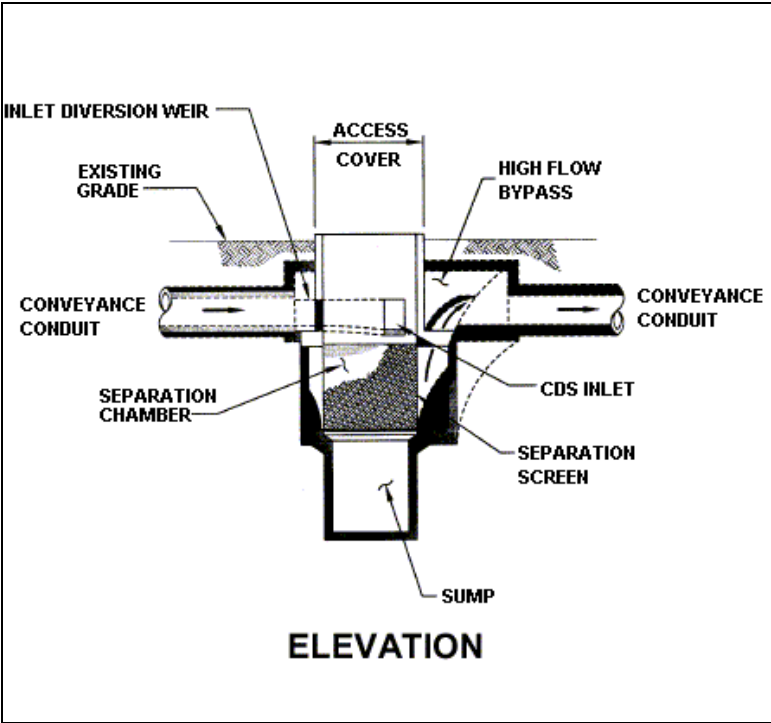 INLET DIVERSION WEIR
ACCESS
COVER
EXISTING
GRADE
HIGH FLOW
BYPASS
CONVEYANCE
CONDUIT
CONVEYANCE
CONDUIT
SEPARATION
CHAMBER
CDS INLET
SEPARATION
SCREEN
SUMP
ELEVATION